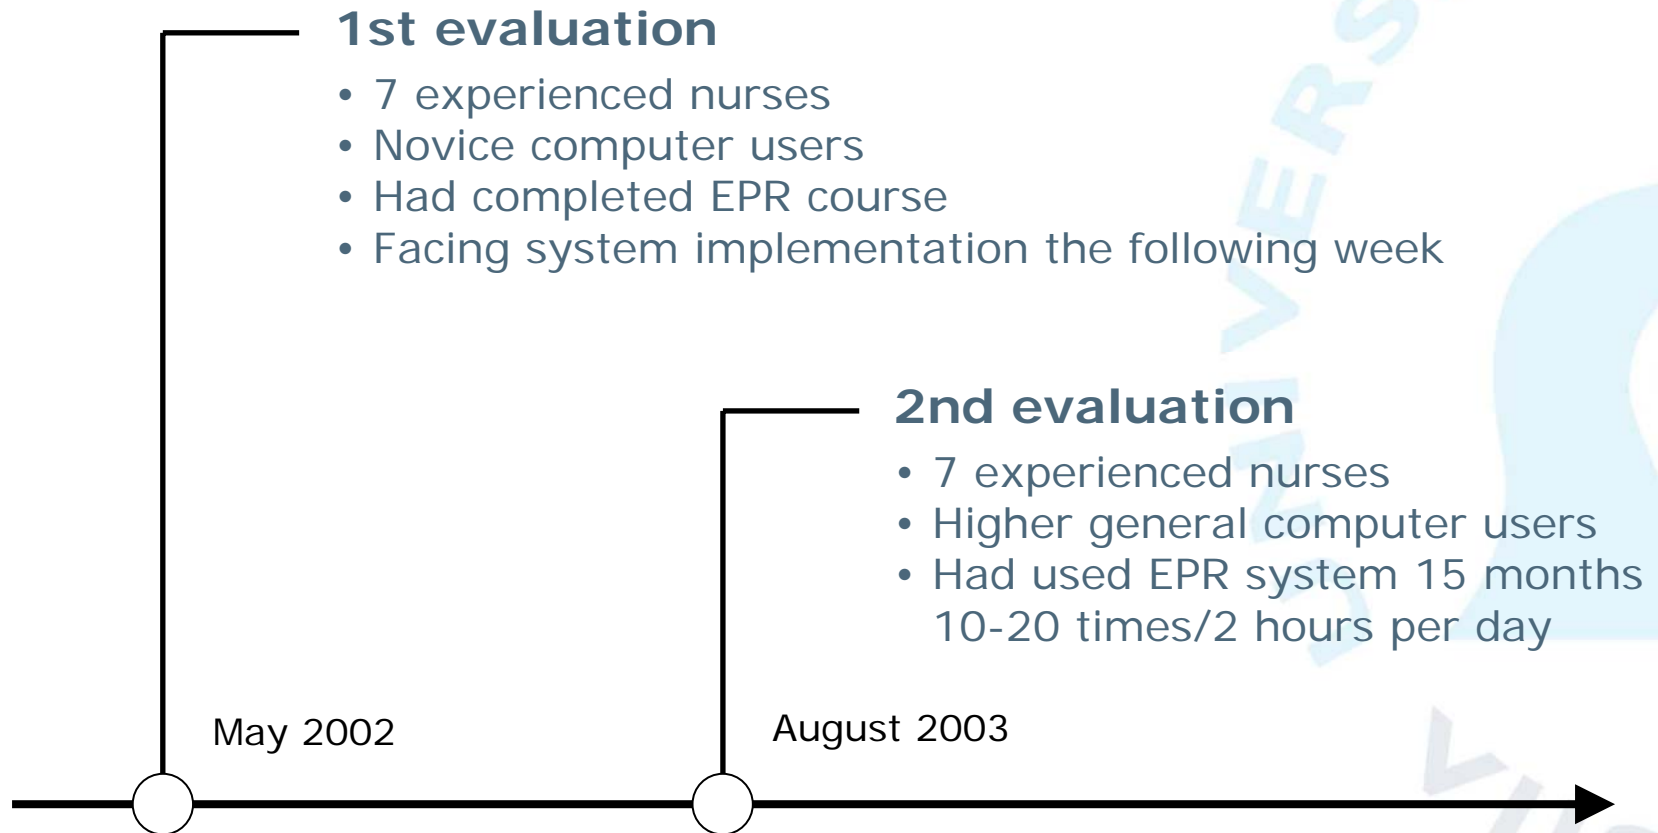 1st evaluation
• 7 experienced nurses
• Novice computer users
• Had completed EPR course
• Facing system implementation the following week
2nd evaluation
• 7 experienced nurses
• Higher general computer users
• Had used EPR system 15 months
10-20 times/2 hours per day
May 2002
August 2003